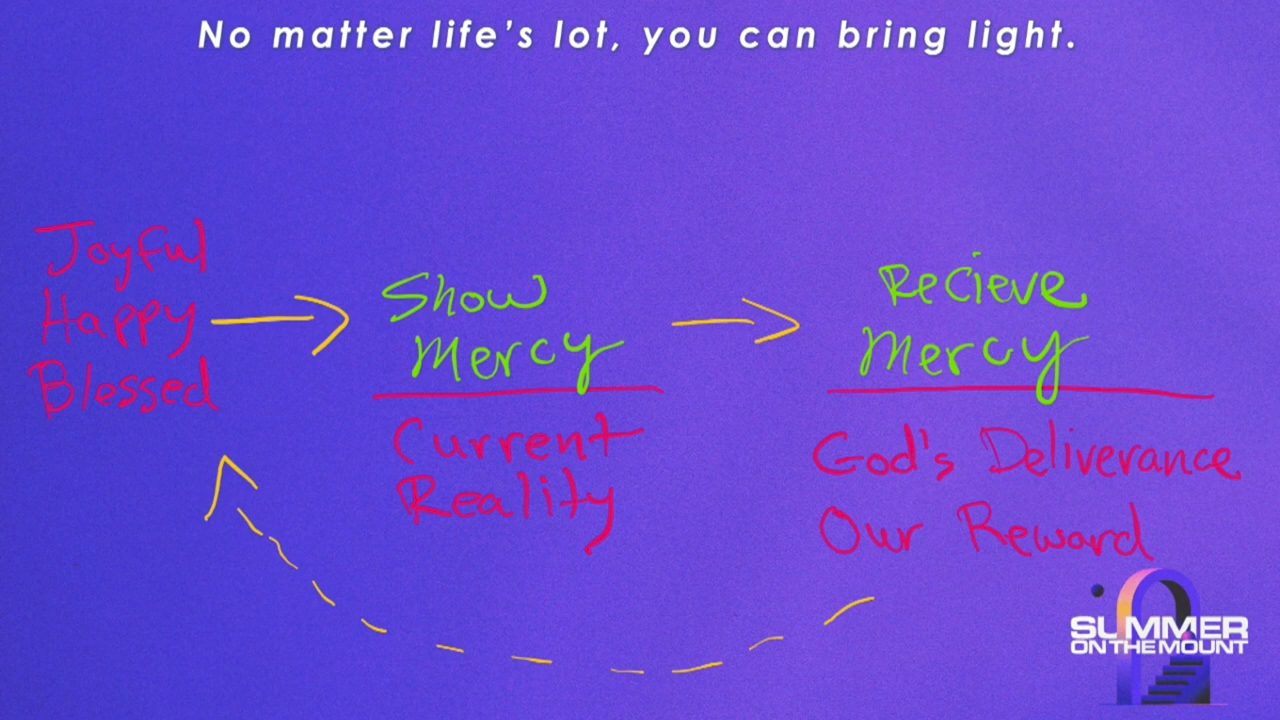 No matter life's lot, you can bring light.
Joyful
Happy
Blessed
Show
Mercy
Current
Reality
Recieve
Mercy
God's Deliverance
Our Reward
SUMMER
ON THE MOUNT